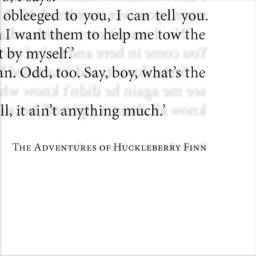 obleeged to you, I can tell you.
I want them to help me tow the
t by myself.'
an. Odd, too. Say, boy, what's the
ll, it ain't anything much.'
THE ADVENTURES OF HUCKLEBERRY FINN